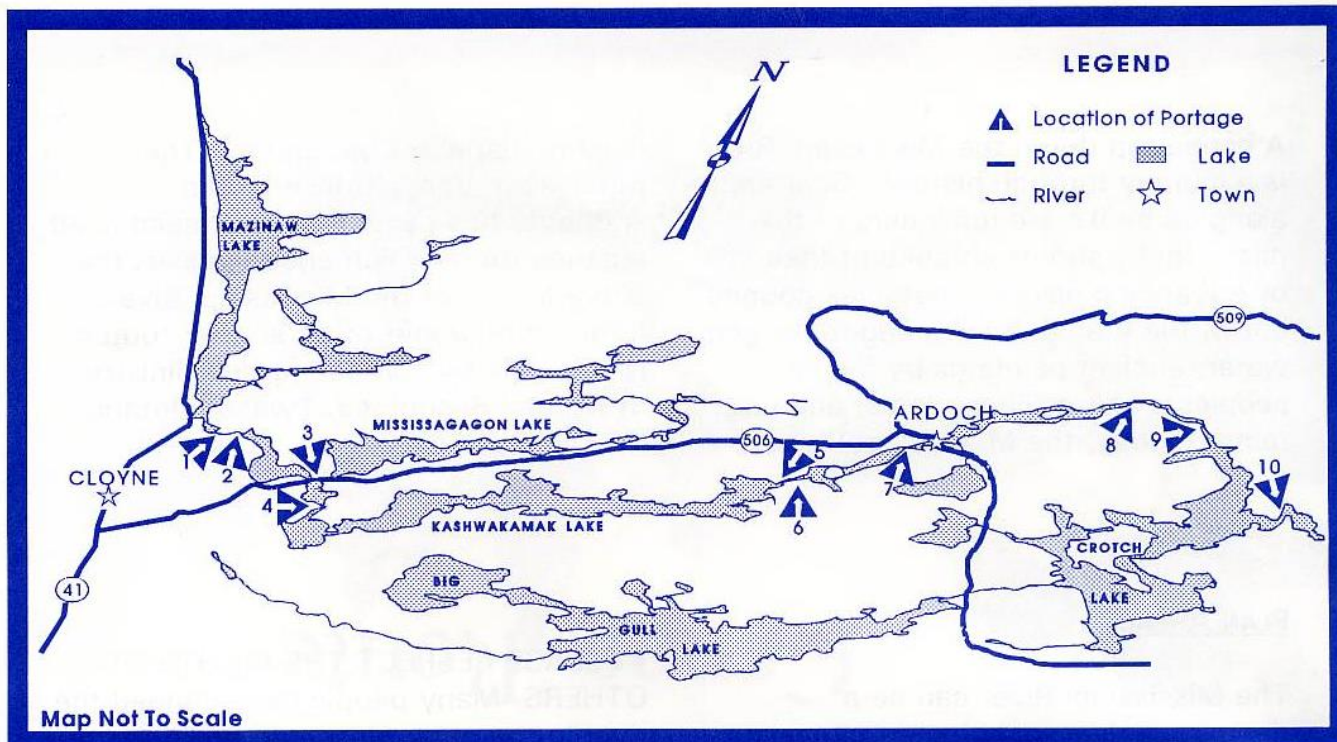 N
LEGEND
Location of Portage
Road
Lake
River
Town
MAZINAW
LAKE
509
ARDOCH
MISSISSAGAGON LAKE
506
3
5
8
9
1
2
7
10
CLOYNE
4
KASHWAKAMAK LAKE
6
CROTCH
LAKE
BIG
GULL
LAKE
41
Map Not To Scale